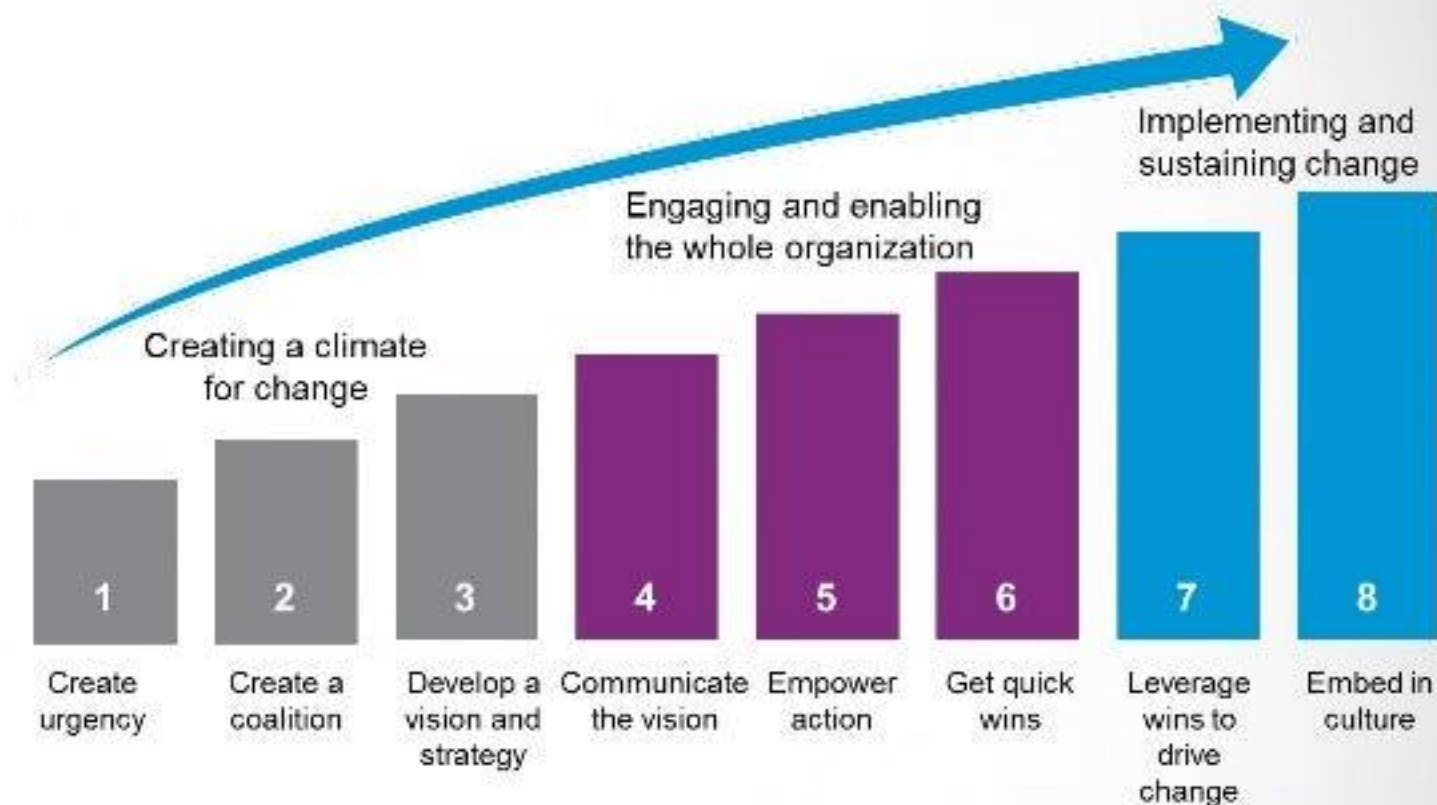 Implementing and
sustaining change
Engaging and enabling
the whole organization
Creating a climate
for change
1
2
3
4
5
6
7
8
Create
urgency
Create a
coalition
Develop a
vision and
strategy
Communicate
the vision
Empower
action
Get quick
wins
Leverage
wins to
drive
change
Embed in
culture